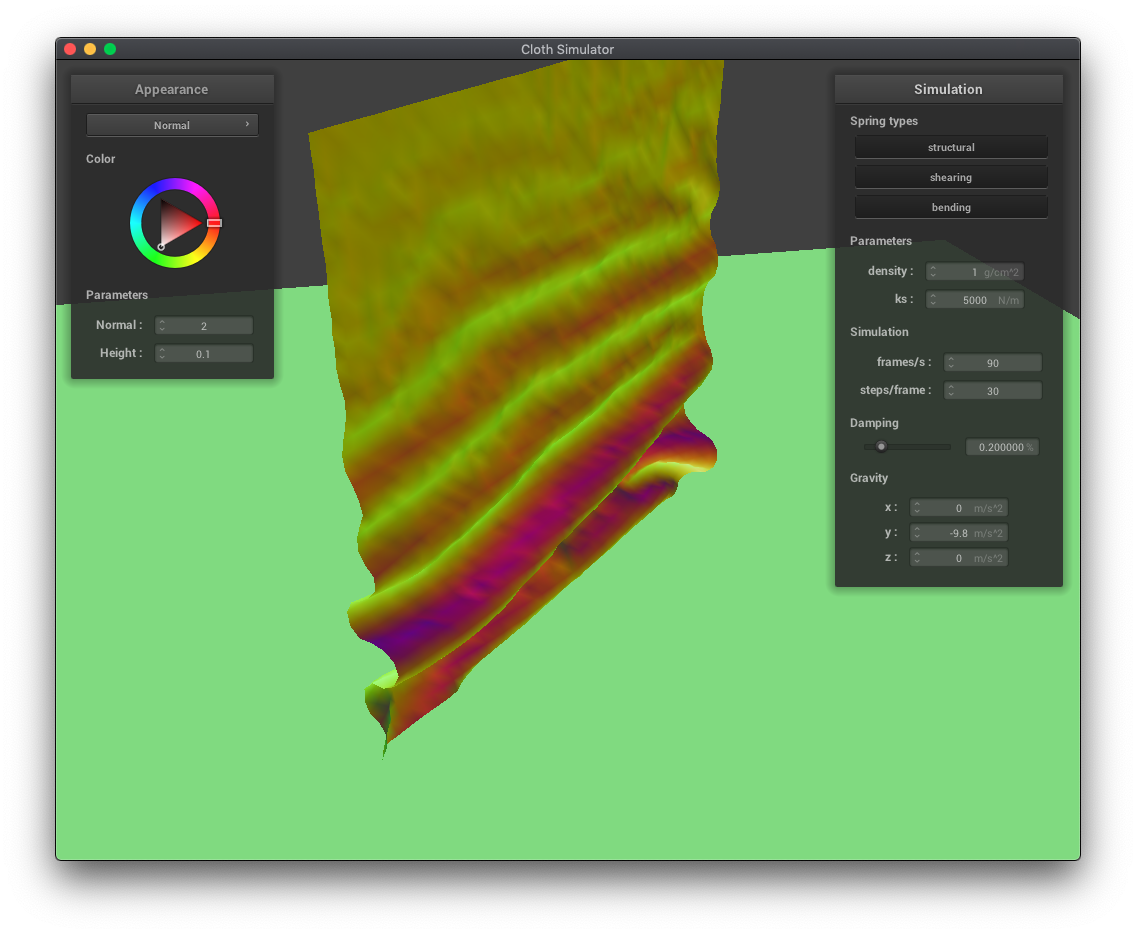 Cloth Simulator
Appearance
Normal ›
Color
Parameters
Normal : 2
Height : 0.1
Simulation
Spring types
structural
shearing
bending
Parameters
density : 1 g/cm^2
ks : 5000 N/m
Simulation
frames/s : 90
steps/frame : 30
Damping
0.200000 %
Gravity
x : 0 m/s^2
y : -9.8 m/s^2
z : 0 m/s^2